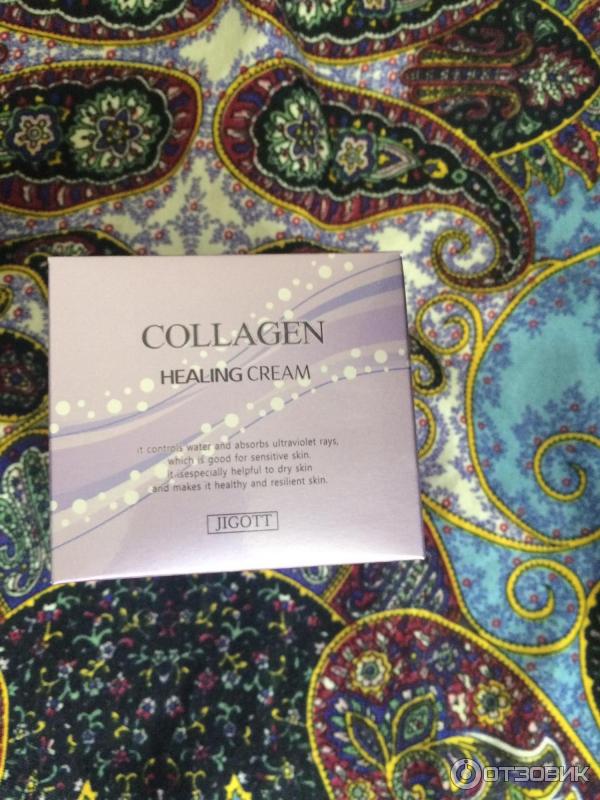 COLLAGEN
HEALING CREAM
it controls water and absorbs ultraviolet rays,
which is good for sensitive skin.
it isespecially helpful to dry skin
and makes it healthy and resilient skin.
JIGOTT
ОТЗОВИК